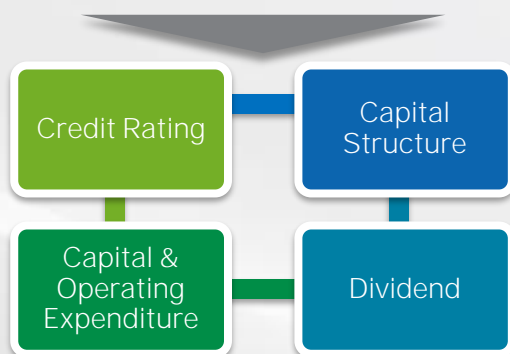 Credit Rating
Capital
Structure
Capital &
Operating
Expenditure
Dividend